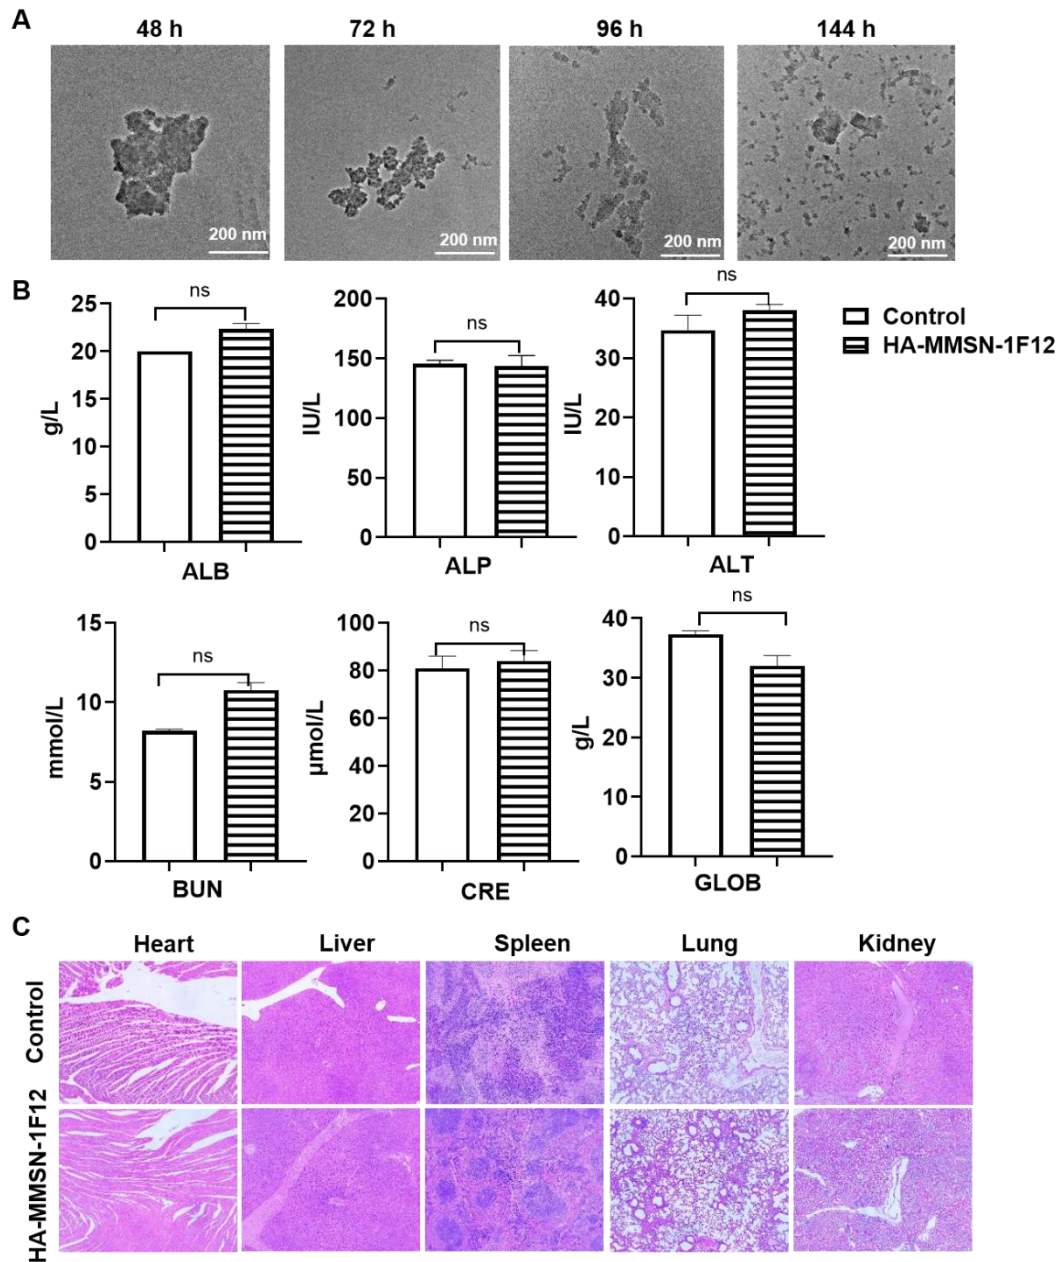 A
48 h 72 h 96 h 144 h
200 nm 200 nm 200 nm 200 nm
B
ns
25
20
15
10
5
0
g/L
ALB
ns
200
150
100
50
0
IU/L
ALP
ns
40
30
20
10
0
IU/L
ALT
Control
HA-MMSN-1F12
ns
15
10
5
0
mmol/L
BUN
ns
100
80
60
40
20
0
μmol/L
CRE
ns
40
30
20
10
0
g/L
GLOB
C
Heart Liver Spleen Lung Kidney
Control
HA-MMSN-1F12